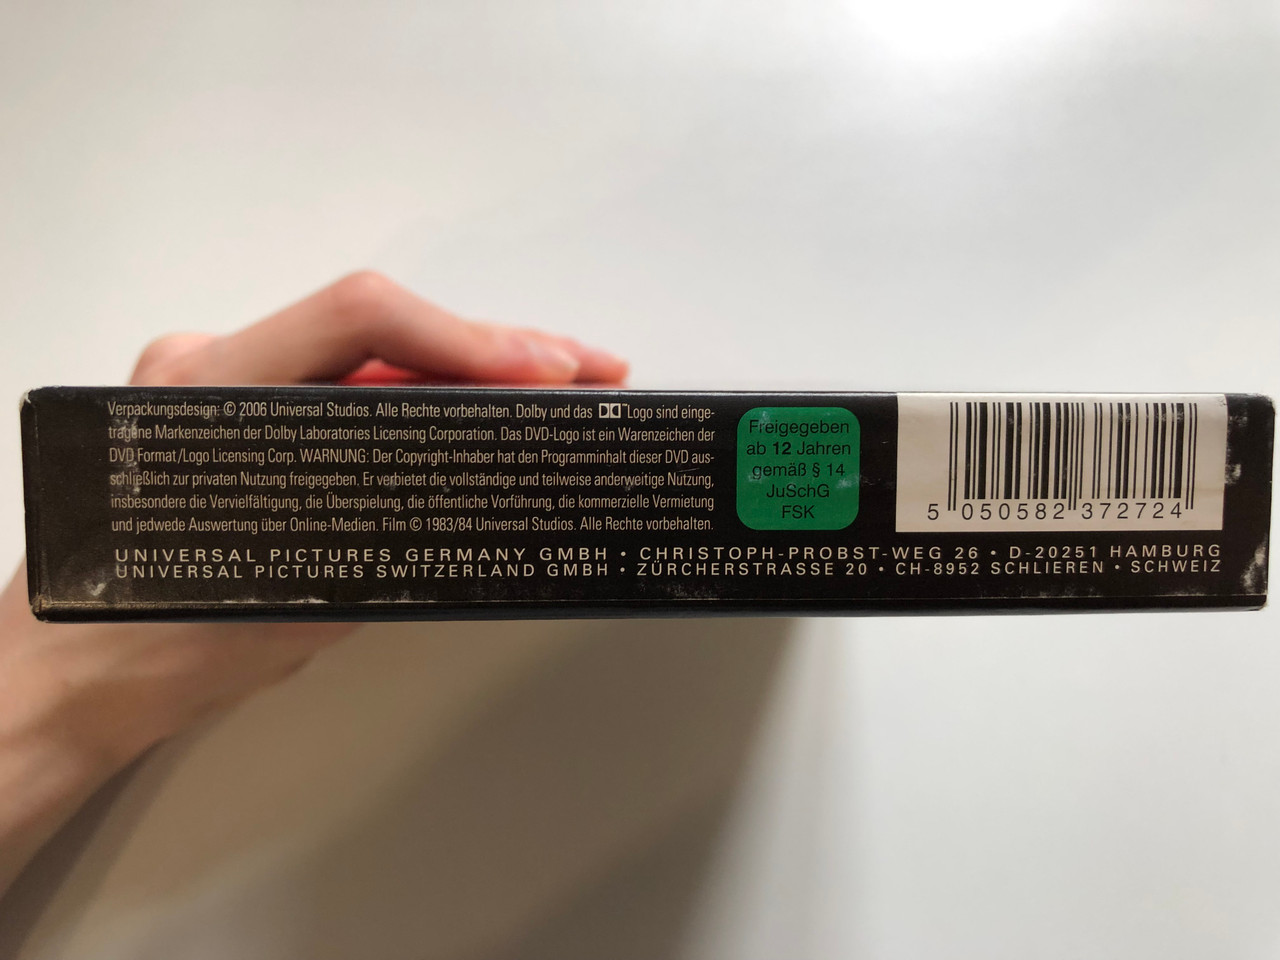 Verpackungsdesign: © 2006 Universal Studios. Alle Rechte vorbehalten. Dolby und das ™Logo sind einge-
tragene Markenzeichen der Dolby Laboratories Licensing Corporation. Das DVD-Logo ist ein Warenzeichen der
DVD Format/Logo Licensing Corp. WARNUNG: Der Copyright-Inhaber hat den Programminhalt dieser DVD aus-
schließlich zur privaten Nutzung freigegeben. Er verbietet die vollständige und teilweise anderweitige Nutzung,
insbesondere die Vervielfältigung, die Überspielung, die öffentliche Vorführung, die kommerzielle Vermietung
und jedwede Auswertung über Online-Medien. Film © 1983/84 Universal Studios. Alle Rechte vorbehalten.
Freigegeben
ab 12 Jahren
gemäß § 14
JuSchG
FSK
5 050582 372724
UNIVERSAL PICTURES GERMANY GMBH • CHRISTOPH-PROBST-WEG 26 • D-20251 HAMBURG
UNIVERSAL PICTURES SWITZERLAND GMBH • ZÜRCHERSTRASSE 20 • CH-8952 SCHLIEREN • SCHWEIZ